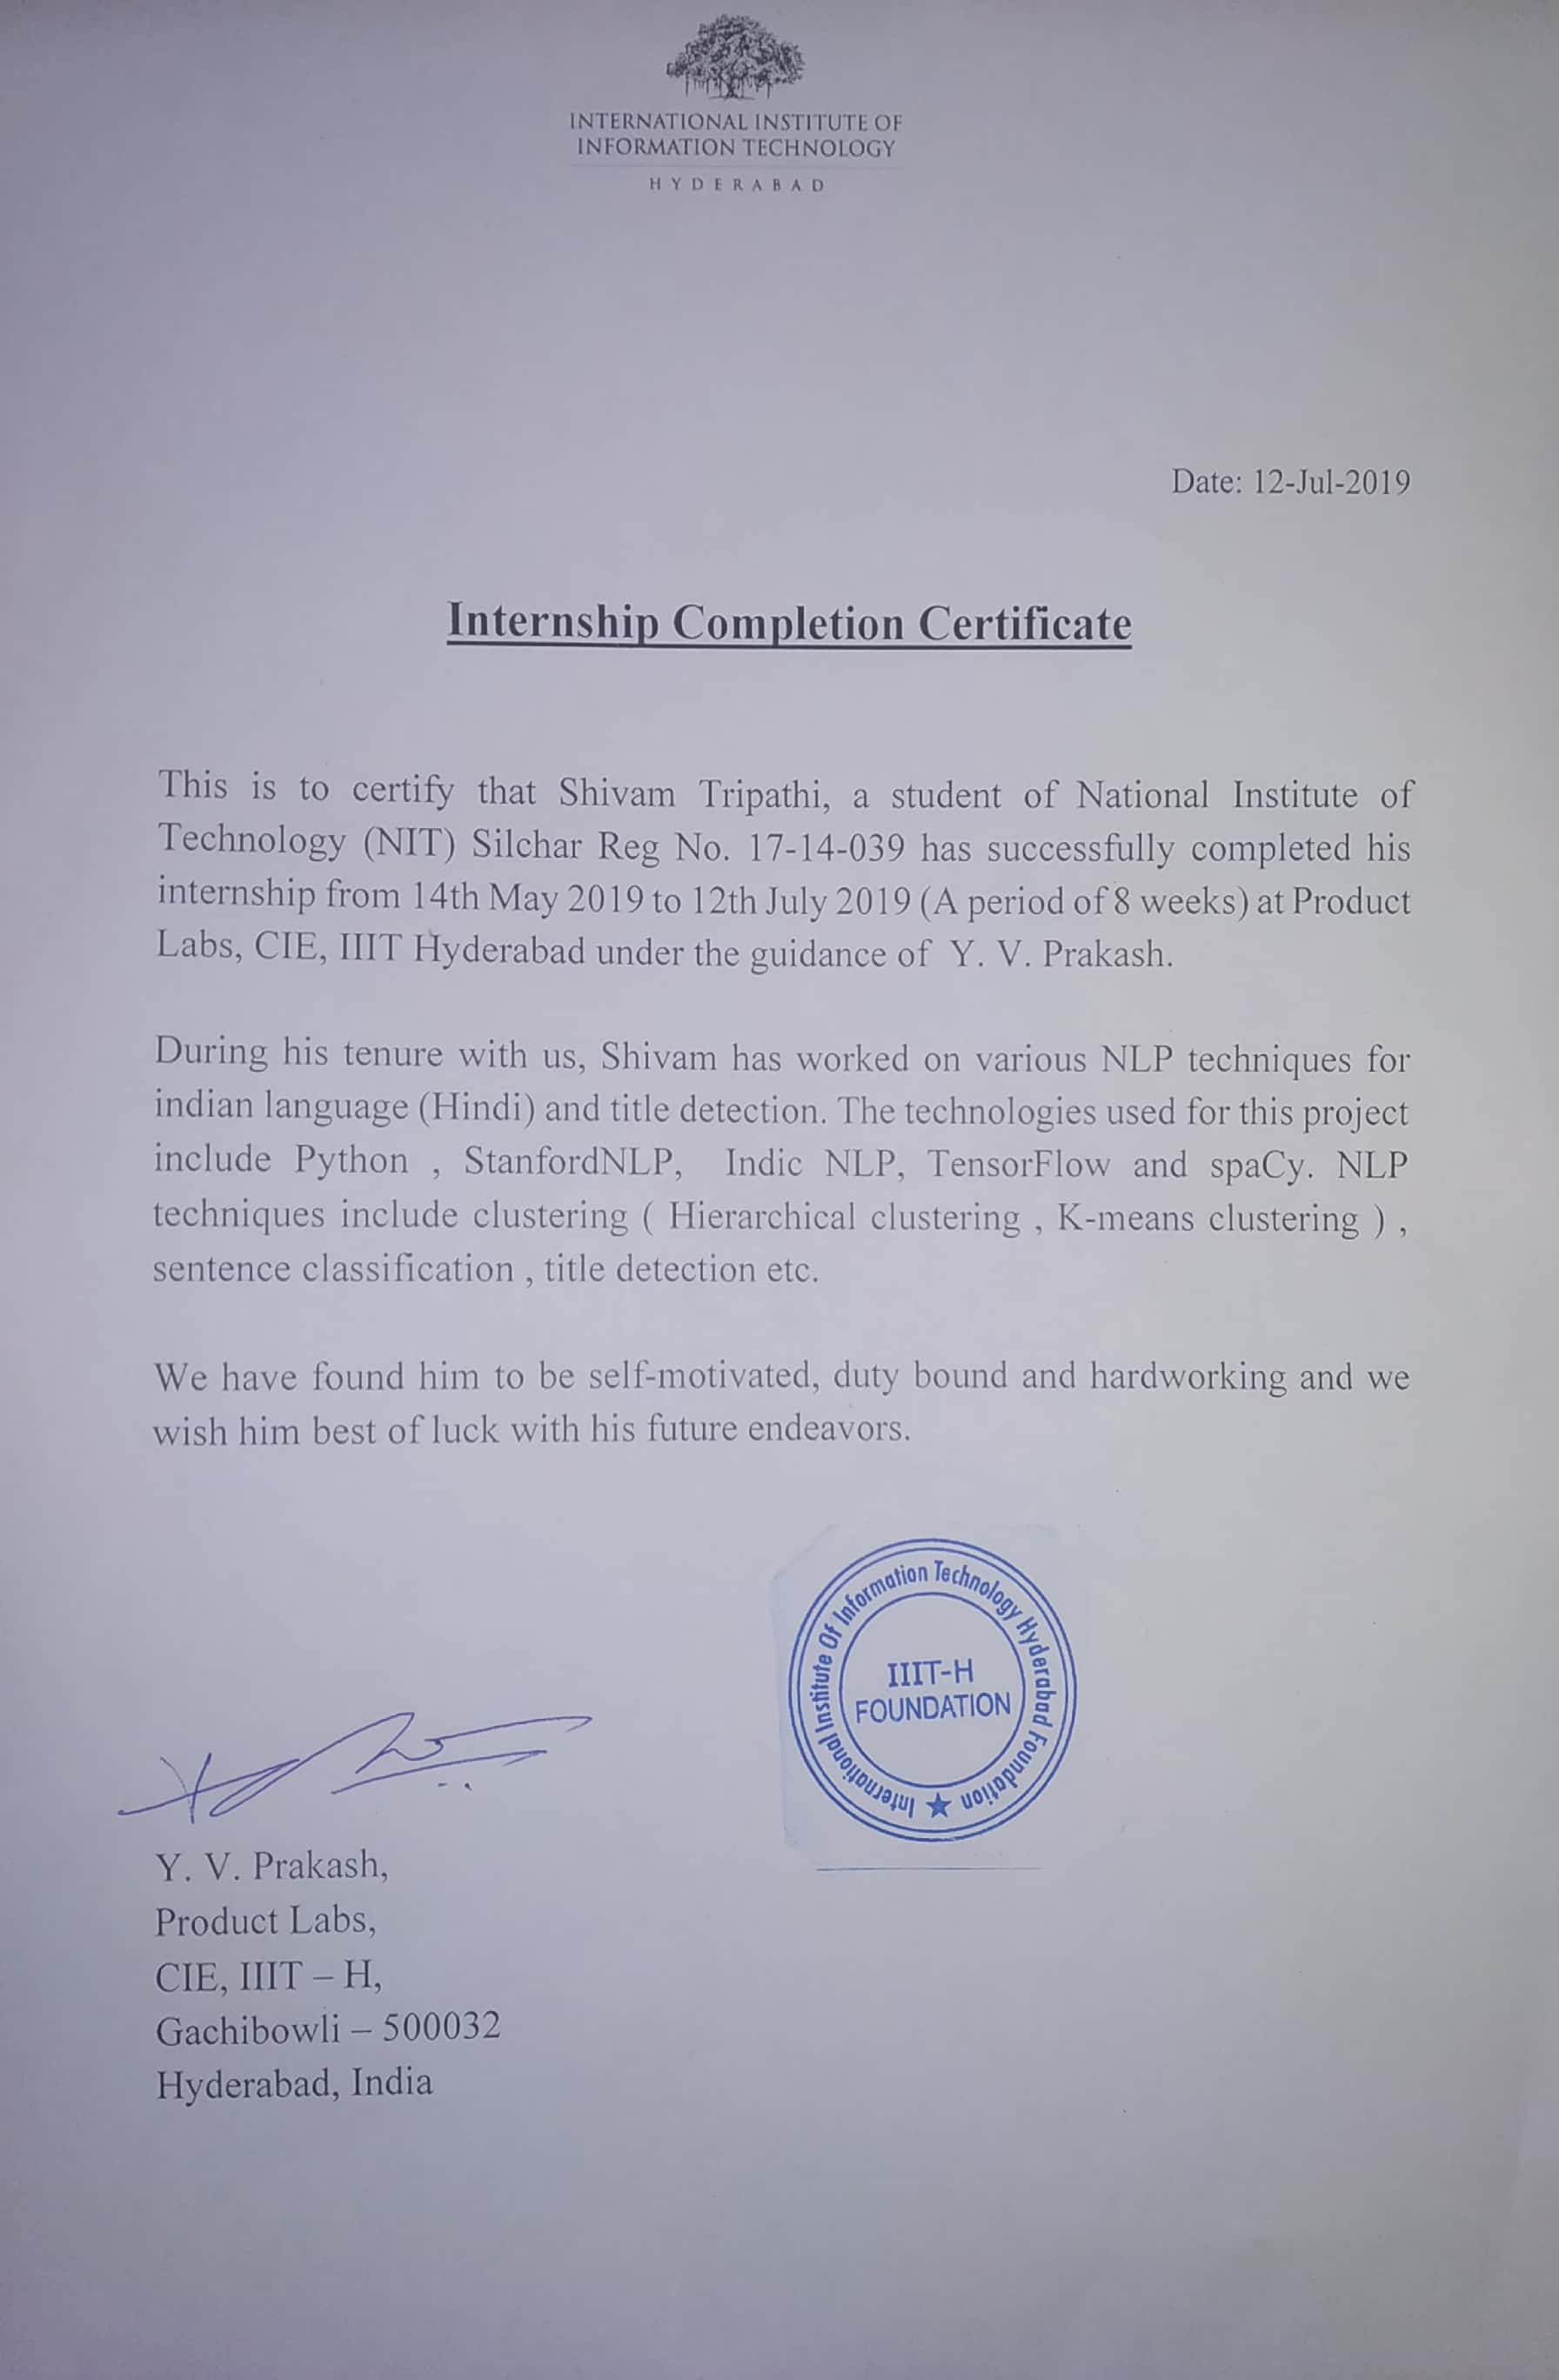 INTERNATIONAL INSTITUTE OF
INFORMATION TECHNOLOGY
HYDERABAD
Date: 12-Jul-2019
Internship Completion Certificate
This is to certify that Shivam Tripathi, a student of National Institute of
Technology (NIT) Silchar Reg No. 17-14-039 has successfully completed his
internship from 14th May 2019 to 12th July 2019 (A period of 8 weeks) at Product
Labs, CIE, IIIT Hyderabad under the guidance of Y. V. Prakash.
During his tenure with us, Shivam has worked on various NLP techniques for
indian language (Hindi) and title detection. The technologies used for this project
include Python , StanfordNLP, Indic NLP, TensorFlow and spaCy. NLP
techniques include clustering ( Hierarchical clustering , K-means clustering ) ,
sentence classification , title detection etc.
We have found him to be self-motivated, duty bound and hardworking and we
wish him best of luck with his future endeavors.
International Institute Of Information Technology Hyderabad Foundation
IIIT-H
FOUNDATION
Y. V. Prakash,
Product Labs,
CIE, IIIT – H,
Gachibowli – 500032
Hyderabad, India